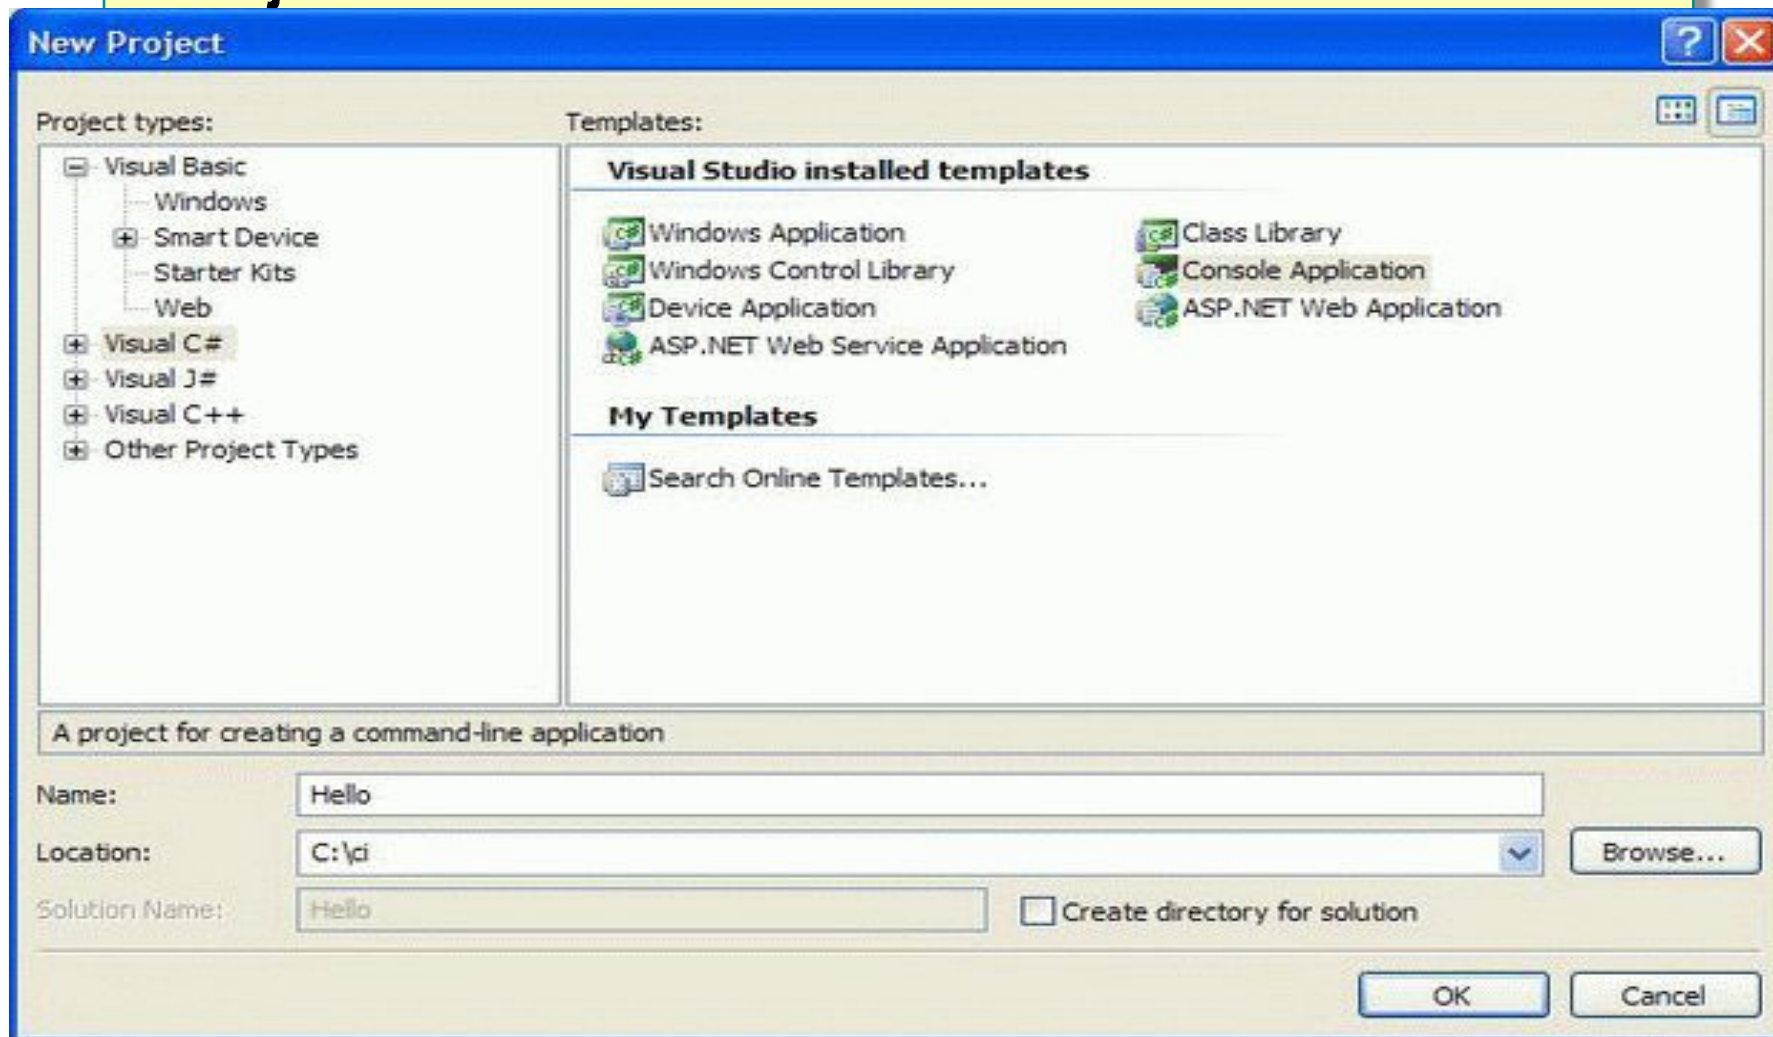 New Project
Project types:
Templates:
Visual Basic
Windows
Smart Device
Starter Kits
Web
Visual C#
Visual J#
Visual C++
Other Project Types
Visual Studio installed templates
Windows Application
Class Library
Windows Control Library
Console Application
Device Application
ASP.NET Web Application
ASP.NET Web Service Application
My Templates
Search Online Templates...
A project for creating a command-line application
Name: Hello
Location: C:\ci Browse...
Solution Name: Hello Create directory for solution
OK Cancel